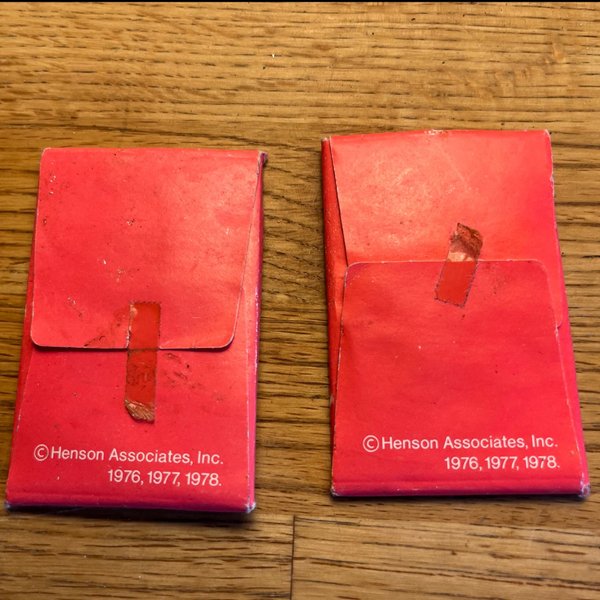 ©Henson Associates, Inc.
1976, 1977, 1978.
©Henson Associates, Inc.
1976, 1977, 1978.